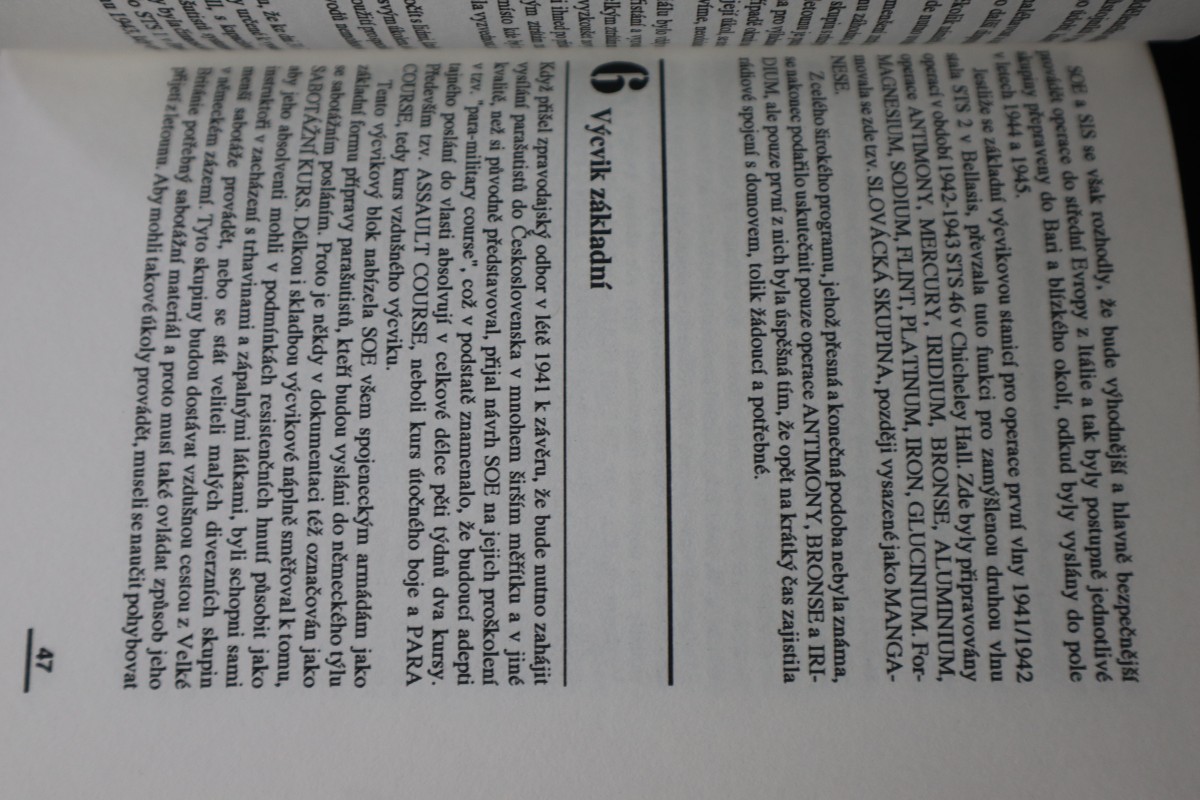 SOE a SIS se však rozhodly, že bude výhodnější a hlavně bezpečnější
provádět operace do střední Evropy z Itálie a tak byly postupně jednotlivé
skupiny přepraveny do Bari a blízkého okolí, odkud byly vyslány do pole
v letech 1944 a 1945.
Jestliže se základní výcvikovou stanicí pro operace první vlny 1941/1942
stala STS 2 v Bellasis, převzala tuto funkci pro zamýšlenou druhou vlnu
operací v období 1942-1943 STS 46 v Chicheley Hall. Zde byly připravovány
operace ANTIMONY, MERCURY, IRIDIUM, BRONSE, ALUMINIUM,
MAGNESIUM, SODIUM, FLINT, PLATINIUM, IRON, GLUCINIUM. For-
movala se zde tzv. SLOVÁCKÁ SKUPINA, později vysazené jako MANGA-
NESE.
Z celého širokého programu, jehož přesná a konečná podoba nebyla známa,
se nakonec podařilo uskutečnit pouze operace ANTIMONY, BRONSE a IRI-
DIUM, ale pouze první z nich byla úspěšná tím, že opět na krátký čas zajistila
rádiové spojení s domovem, tolik žádoucí a potřebné.
6 Výcvik základní
Když přišel zpravodajský odbor v létě 1941 k závěru, že bude nutno zahájit
vysílání parašutistů do Československa v mnohem širším měřítku a v jiné
kvalitě, než si původně představoval, přijal návrh SOE na jejich proškolení
v tzv. "para-military course", což v podstatě znamenalo, že budoucí adepti
tajného poslání do vlasti absolvují v celkové délce pěti týdnů dva kursy.
Především tzv. ASSAULT COURSE, neboli kurs útočného boje a PARA
COURSE, tedy kurs vzdušného výcviku.
Tento výcvikový blok nabízela SOE všem spojeneckým armádám jako
základní formu přípravy parašutistů, kteří budou vysláni do německého týlu
se sabotážním posláním. Proto je někdy v dokumentaci též označován jako
SABOTÁŽNÍ KURS. Délkou i skladbou výcvikové náplně směřoval k tomu,
aby jeho absolventi mohli v podmínkách resistenčních hnutí působit jako
instruktoři v zacházení s trhavinami a zápalnými látkami, byli schopni sami
menší sabotáže provádět, nebo se stát veliteli malých diverzních skupin
v německém zázemí. Tyto skupiny budou dostávat vzdušnou cestou z Velké
Británie potřebný sabotážní materiál a proto musí také ovládat způsob jeho
příjmu z letounu. Aby mohli takové úkoly provádět, museli se naučit pohybovat
47